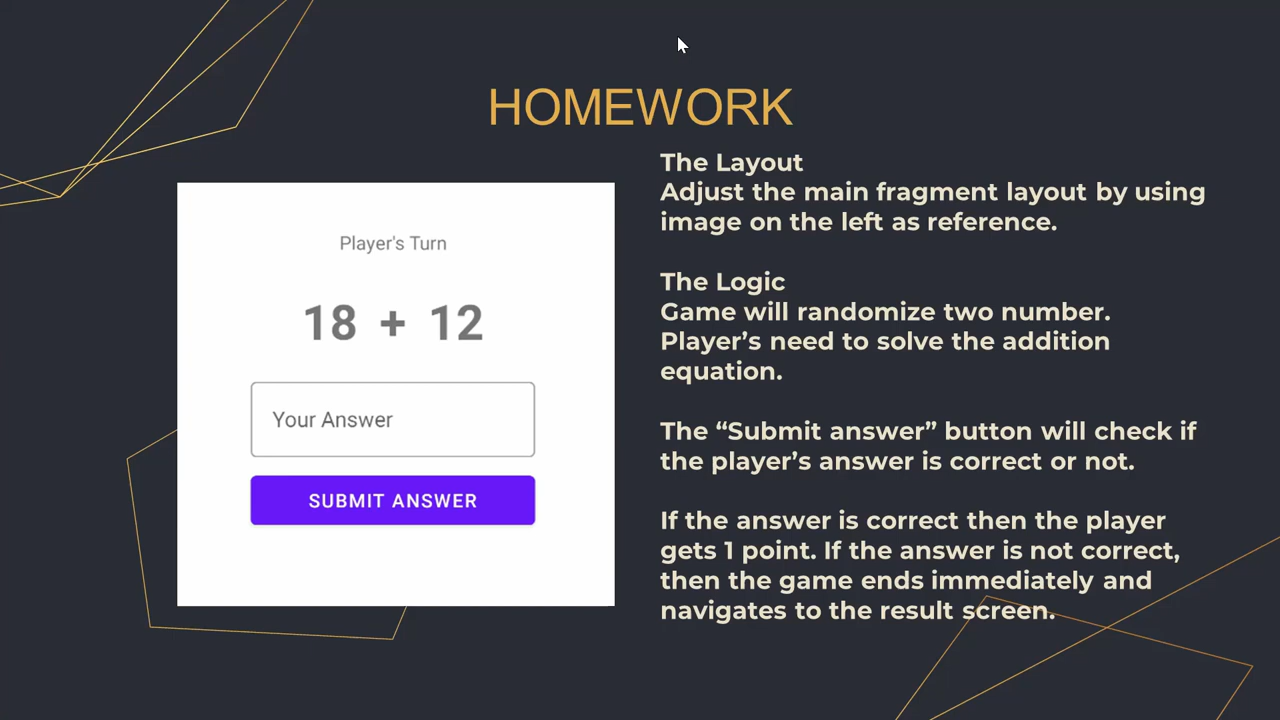 HOMEWORK
Player's Turn
18 + 12
Your Answer
SUBMIT ANSWER
The Layout
Adjust the main fragment layout by using
image on the left as reference.
The Logic
Game will randomize two number.
Player’s need to solve the addition
equation.
The “Submit answer” button will check if
the player’s answer is correct or not.
If the answer is correct then the player
gets 1 point. If the answer is not correct,
then the game ends immediately and
navigates to the result screen.